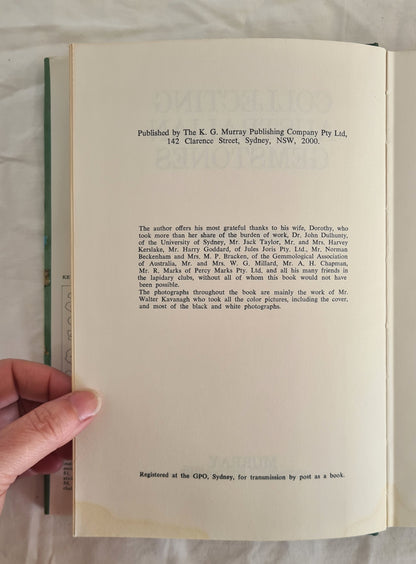 Published by The K. G. Murray Publishing Company Pty Ltd,
142 Clarence Street, Sydney, NSW, 2000.
The author offers his most grateful thanks to his wife, Dorothy, who
took more than her share of the burden of work, Dr. John Dulhunty,
of the University of Sydney, Mr. Jack Taylor, Mr. and Mrs. Harvey
Kerslake, Mr. Harry Goddard, of Jules Joris Pty. Ltd., Mr. Norman
Beckenham and Mrs. M. P. Bracken, of the Gemmological Association
of Australia, Mr. and Mrs. W. G. Millard, Mr. A. H. Chapman,
Mr. R. Marks of Percy Marks Pty. Ltd, and all his many friends in
the lapidary clubs, without all of whom this book would not have
been possible.
The photographs throughout the book are mainly the work of Mr.
Walter Kavanagh who took all the color pictures, including the cover,
and most of the black and white photographs.
Registered at the GPO, Sydney, for transmission by post as a book.